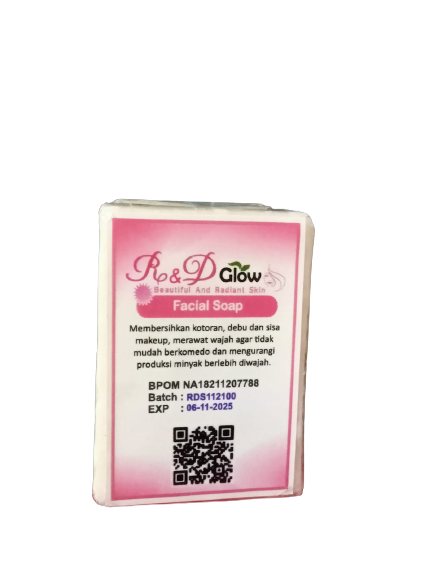 R&D Glow
Beautiful And Radiant Skin
Facial Soap
Membersihkan kotoran, debu dan sisa
makeup, merawat wajah agar tidak
mudah berkomedo dan mengurangi
produksi minyak berlebih diwajah.
BPOM NA18211207788
Batch : RDS112100
EXP : 06-11-2025